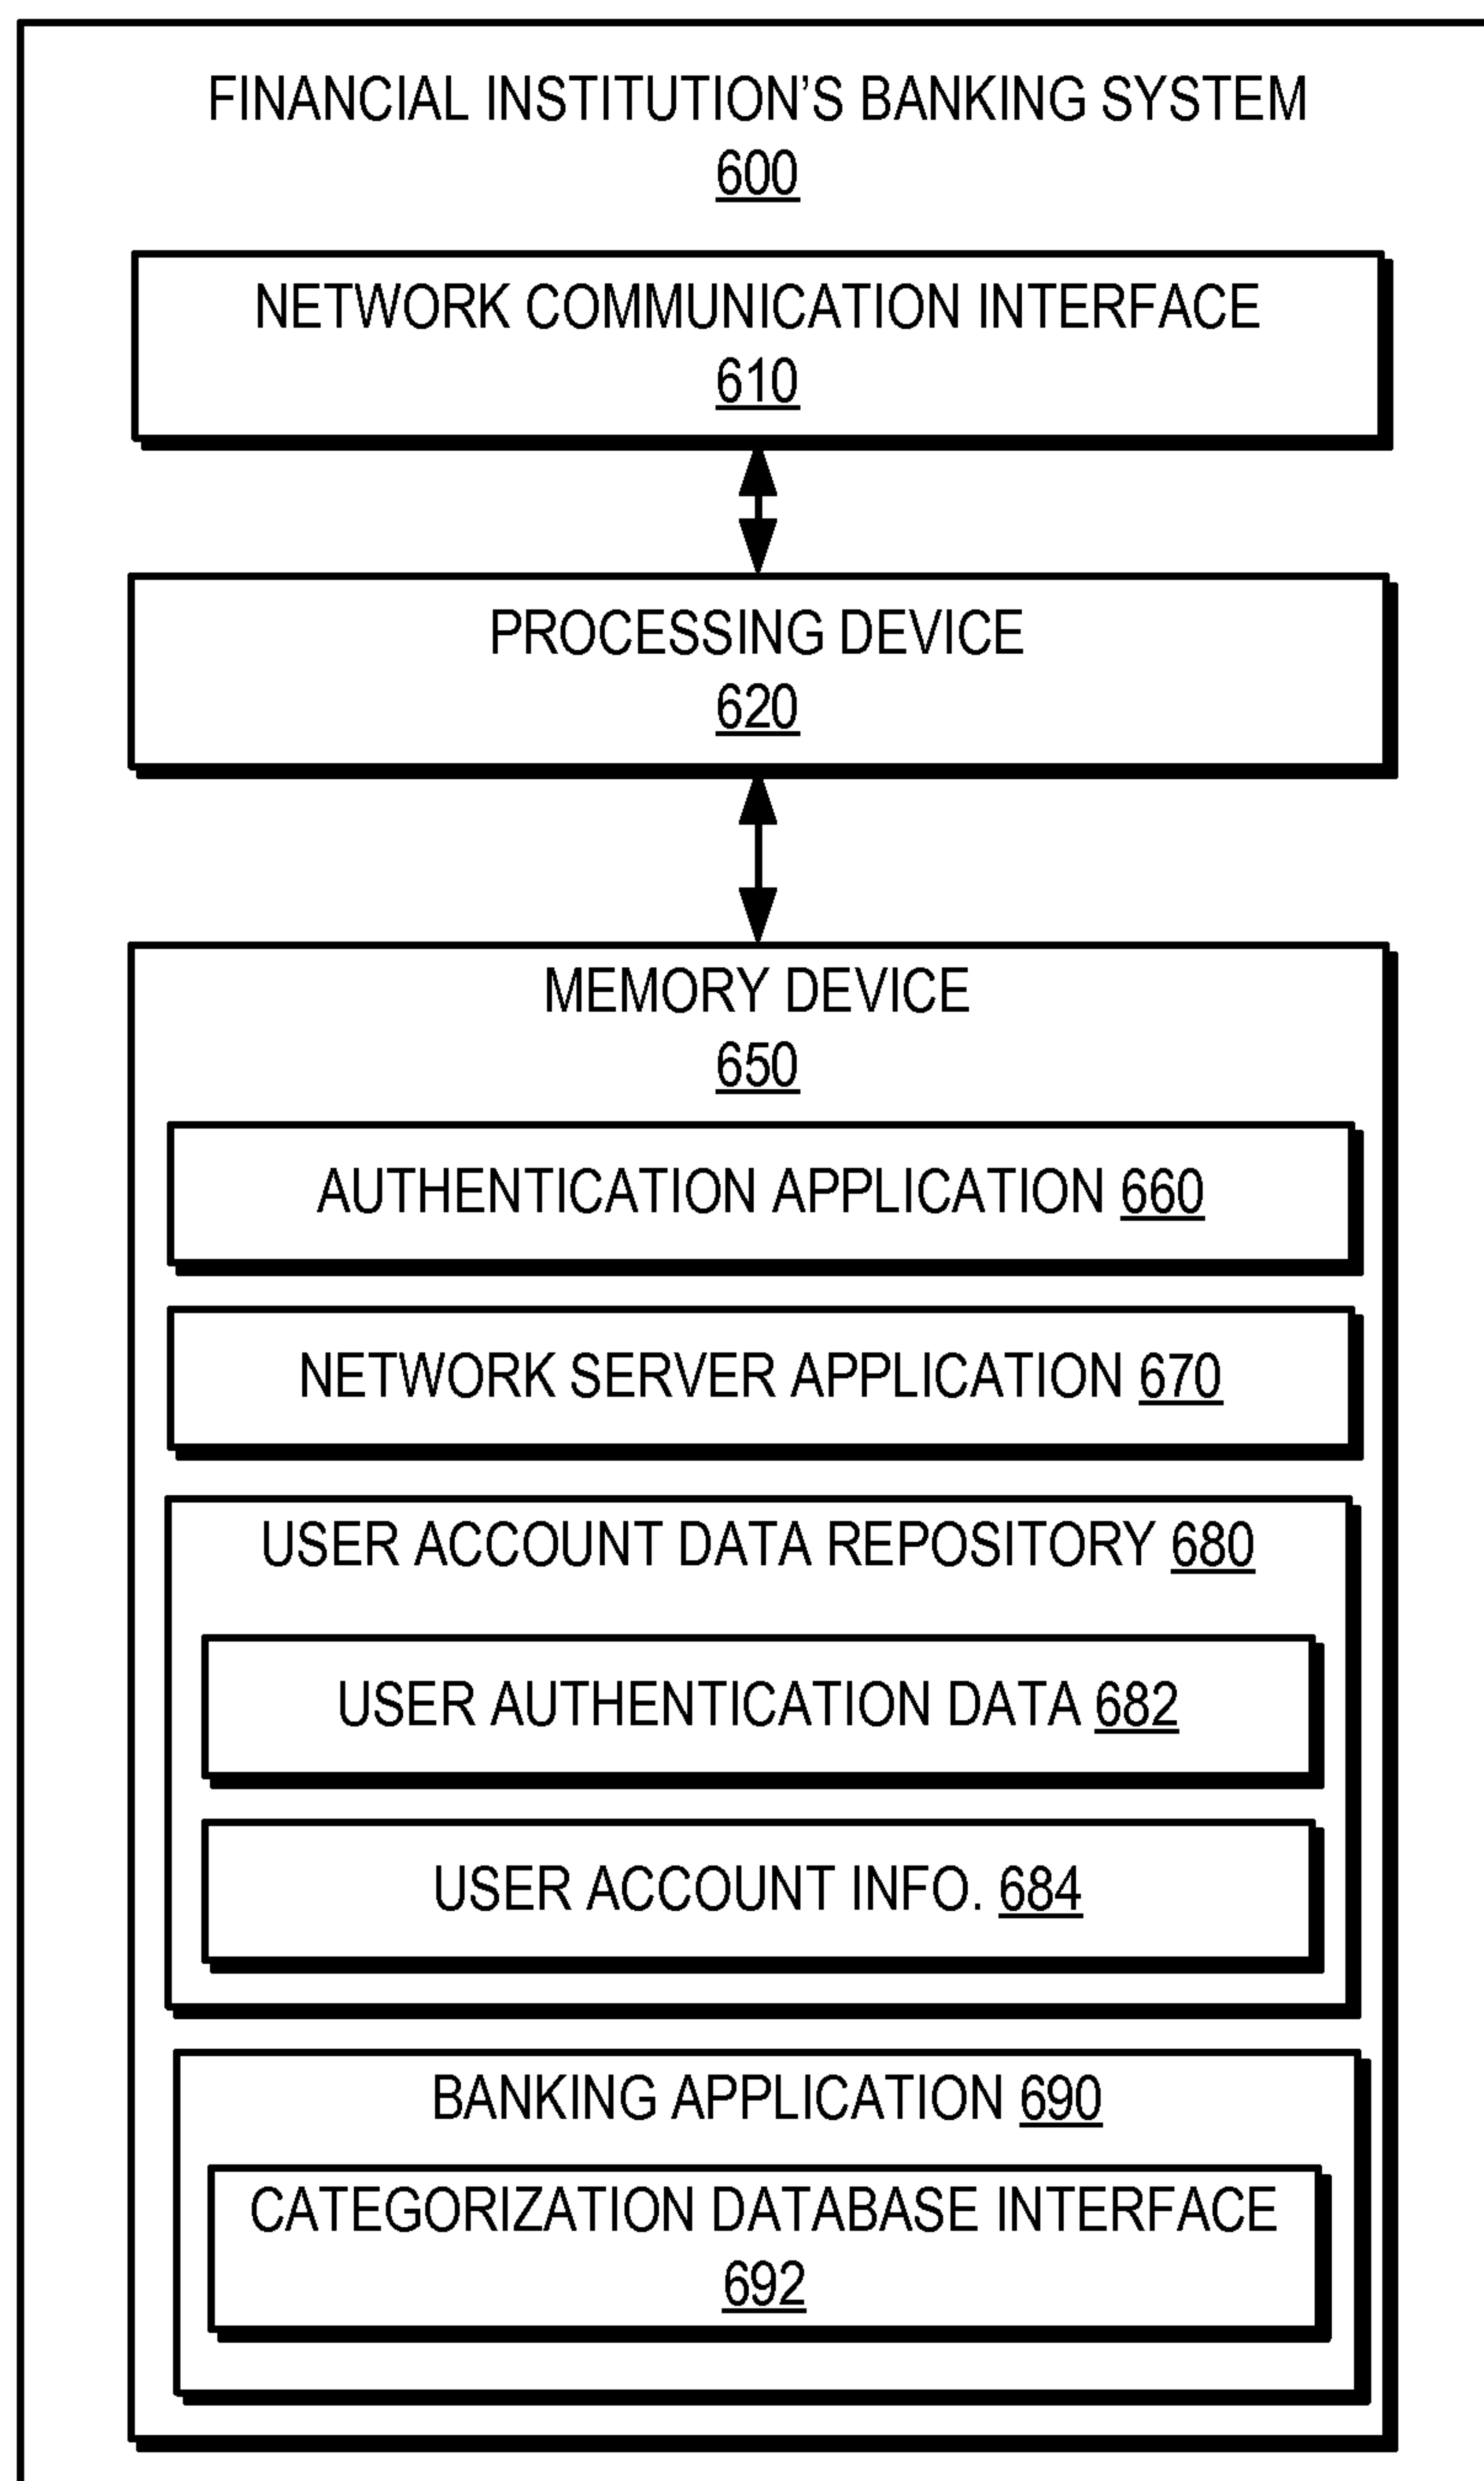 FINANCIAL INSTITUTION’S BANKING SYSTEM
600
NETWORK COMMUNICATION INTERFACE
610
PROCESSING DEVICE
620
MEMORY DEVICE
650
AUTHENTICATION APPLICATION 660
NETWORK SERVER APPLICATION 670
USER ACCOUNT DATA REPOSITORY 680
USER AUTHENTICATION DATA 682
USER ACCOUNT INFO. 684
BANKING APPLICATION 690
CATEGORIZATION DATABASE INTERFACE
692